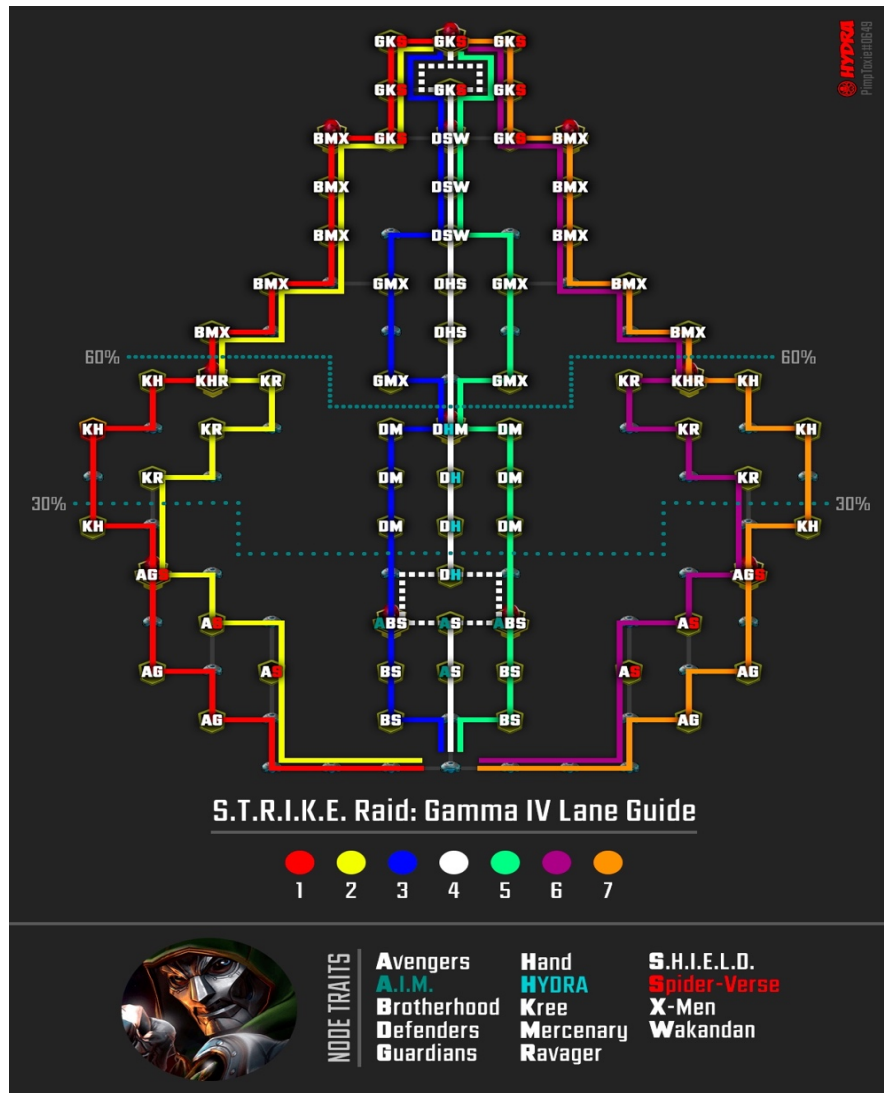 GKS GKS GKS
HYDRA
PimpTaxie#0649
GKS GKS GKS
BMX GKS DSW GKS BMX
BMX DSW BMX
BMX DSW BMX
BMX GMX DHS GMX BMX
BMX DHS BMX
60% 60%
KH KHR KR GMX GMX KR KHR KH
KH KR DM DHM DM KR KH
KR DM DH DM KR
30% 30%
KH DM DH DM KH
AGS DH AGS
AS ABS AS ABS AS
AG AS BS AS BS AS AG
AG BS BS AG
S.T.R.I.K.E. Raid: Gamma IV Lane Guide
1 2 3 4 5 6 7
NODE TRAITS
Avengers Hand S.H.I.E.L.D.
A.I.M. HYDRA Spider-Verse
Brotherhood Kree X-Men
Defenders Mercenary Wakandan
Guardians Ravager